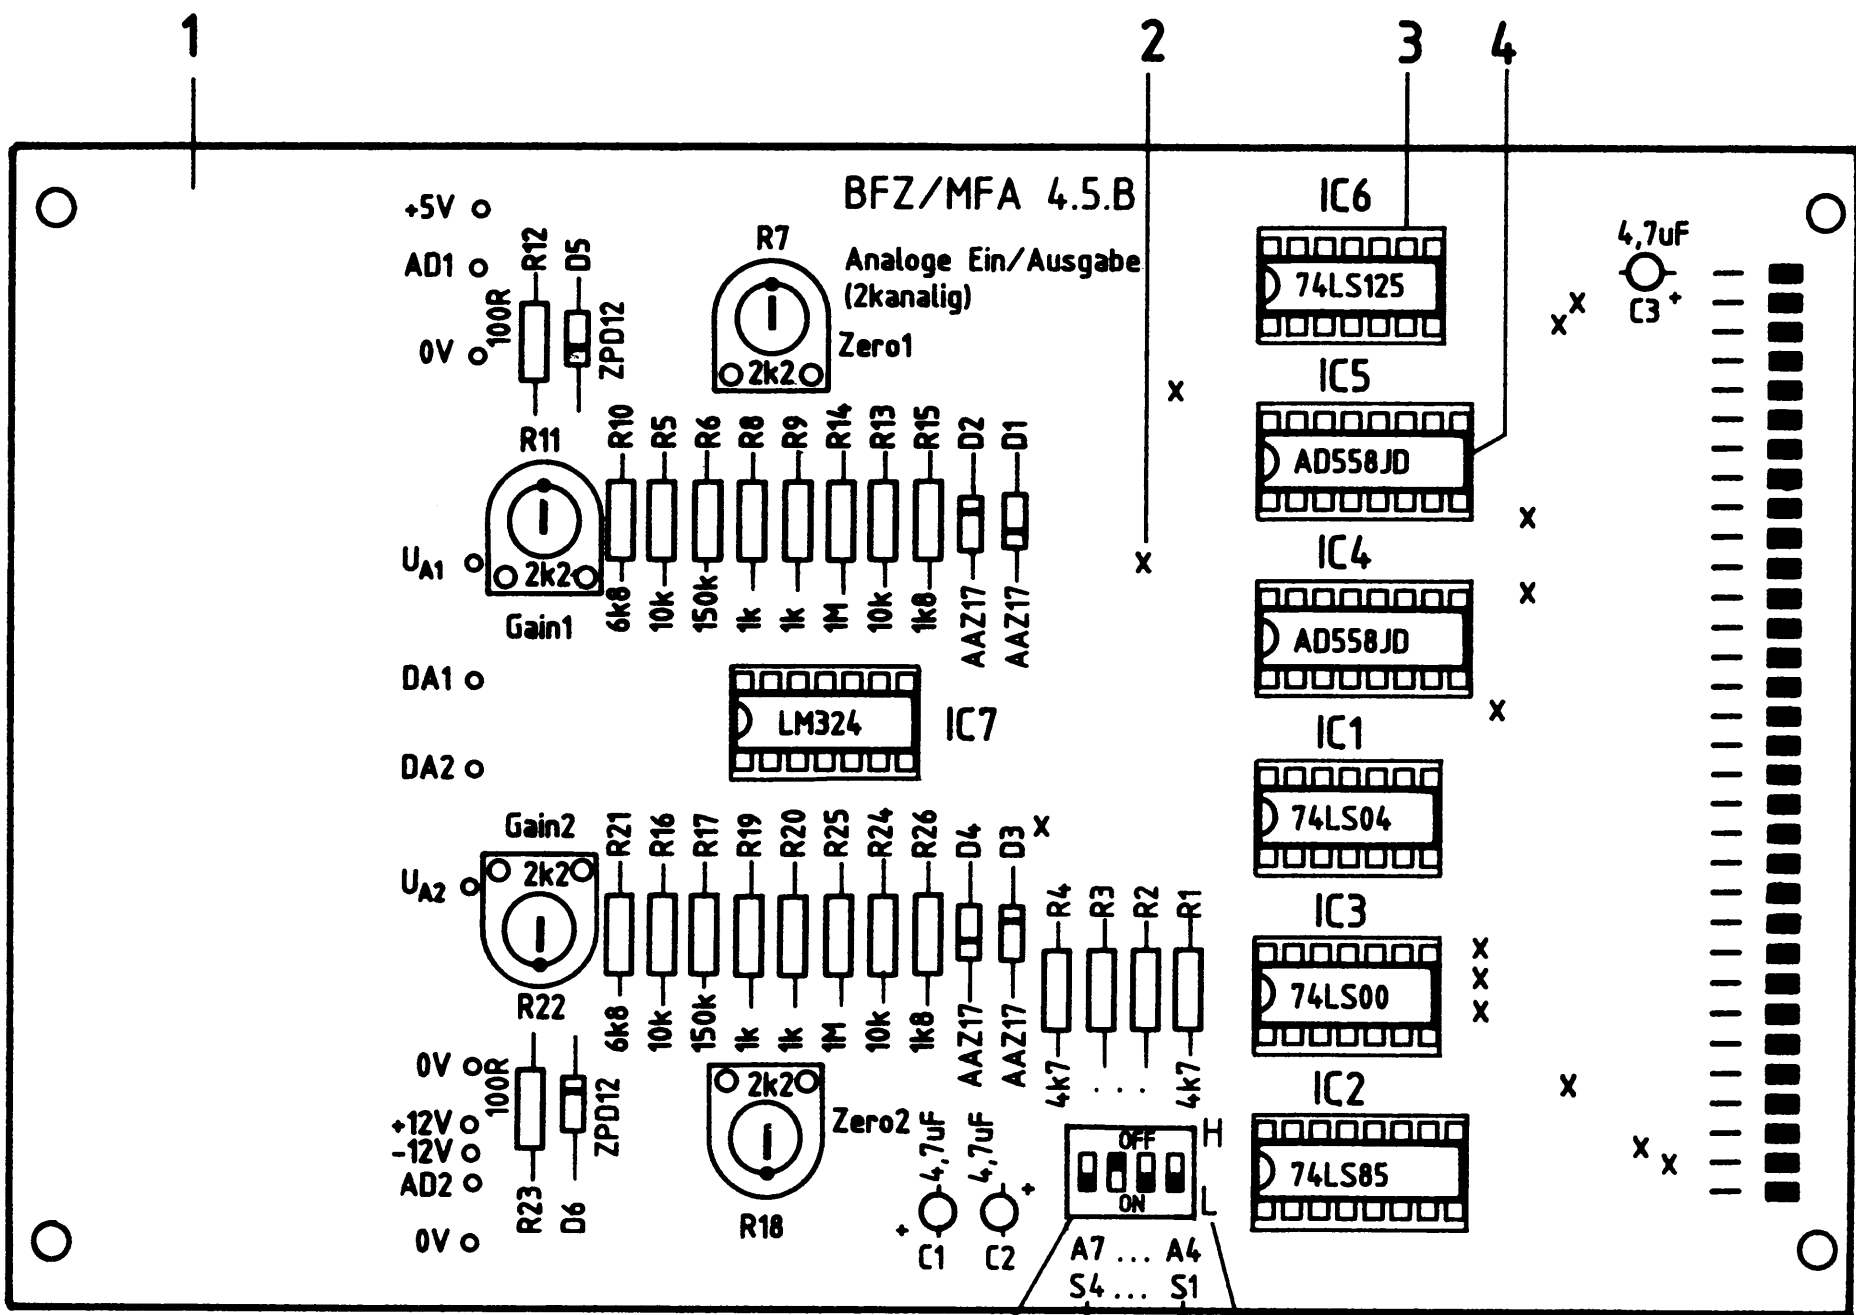 1 2 3 4
BFZ/MFA 4.5.B
Analoge Ein/Ausgabe
(2kanalig)
+5V
AD1
0V
R12
100R
D5
ZPD12
R7
2k2
Zero1
R11
2k2
Gain1
UA1
R10 R5 R6 R8 R9 R14 R13 R15 D2 D1
6k8 10k 150k 1k 1k 1M 10k 1k8 AAZ17 AAZ17
DA1
DA2
LM324
IC7
IC6
74LS125
4,7uF
C3 +
IC5
AD558JD
IC4
AD558JD
IC1
74LS04
IC3
74LS00
IC2
74LS85
x x
x
x
x
x
x
x
x
x
x
x
x x
Gain2
2k2
UA2
R22
R21 R16 R17 R19 R20 R25 R24 R26 D4 D3
6k8 10k 150k 1k 1k 1M 10k 1k8 AAZ17 AAZ17
R4 R3 R2 R1
4k7 . . . 4k7
0V
+12V
-12V
AD2
0V
100R
R23
ZPD12
D6
2k2
Zero2
R18
4,7uF
+
C1
4,7uF
+
C2
OFF
ON
H
L
A7 ... A4
S4 ... S1